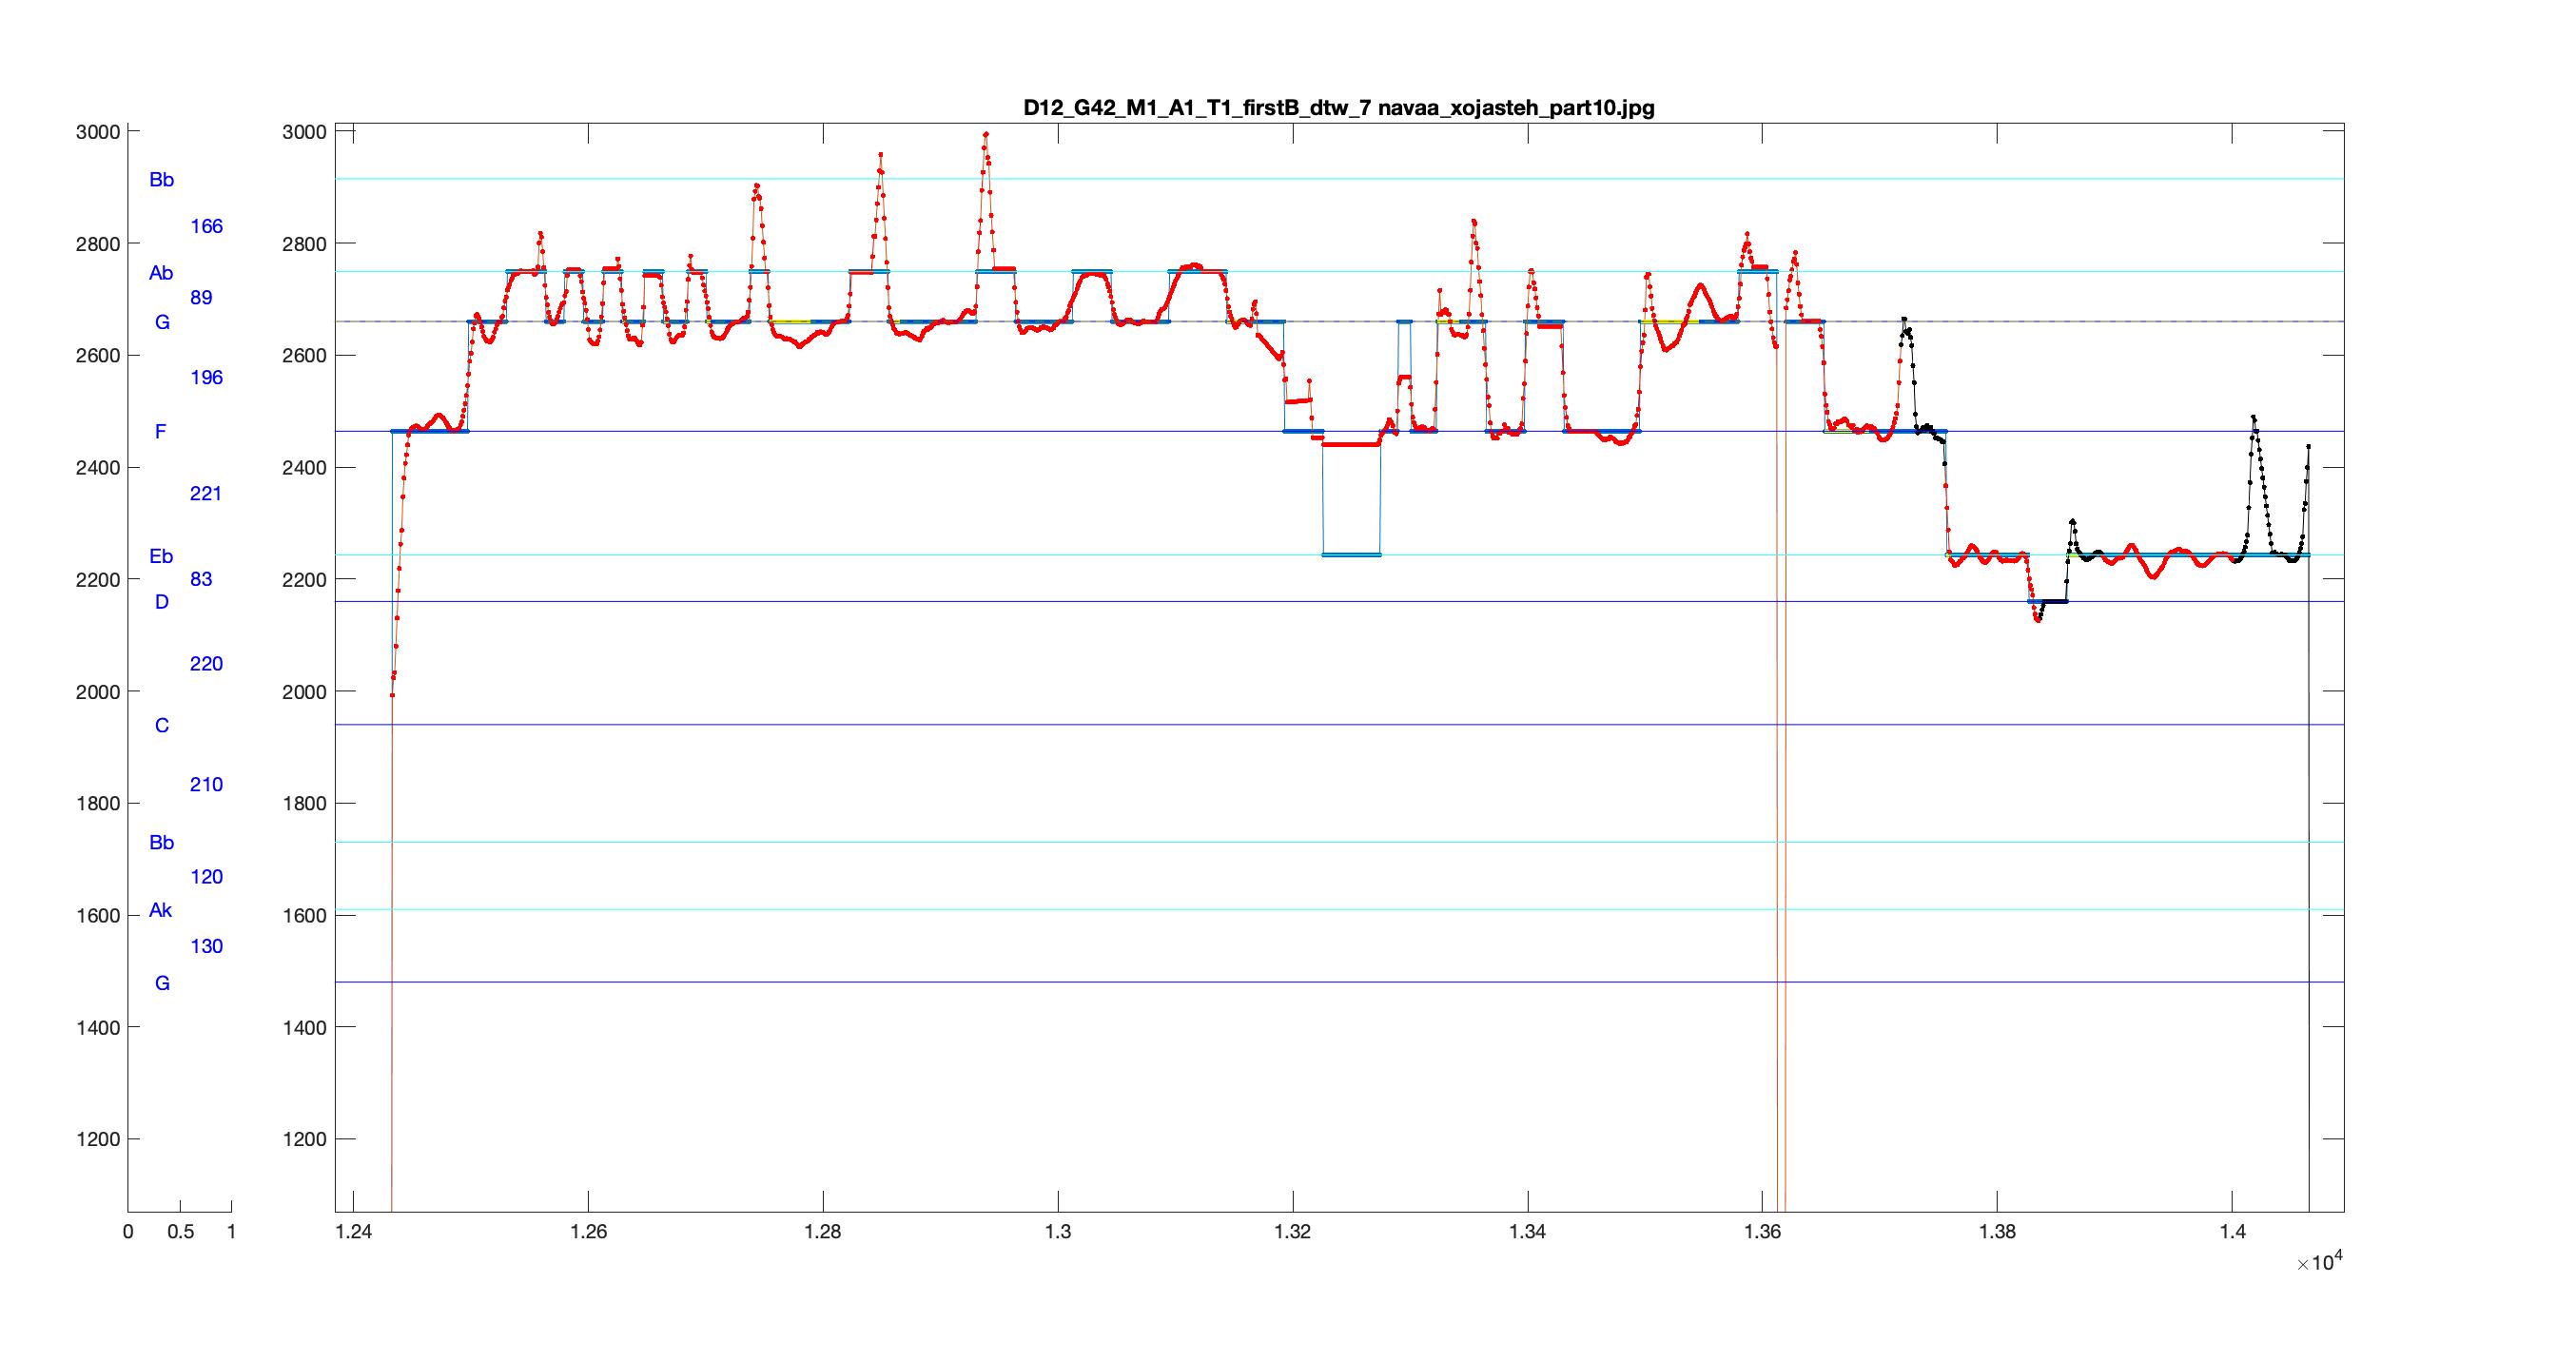 D12_G42_M1_A1_T1_firstB_dtw_7 navaa_xojasteh_part10.jpg
3000
2800
2600
2400
2200
2000
1800
1600
1400
1200
0 0.5 1
Bb
166
Ab
89
G
196
F
221
Eb
83
D
220
C
210
Bb
120
Ak
130
G
3000
2800
2600
2400
2200
2000
1800
1600
1400
1200
1.24 1.26 1.28 1.3 1.32 1.34 1.36 1.38 1.4
×10⁴